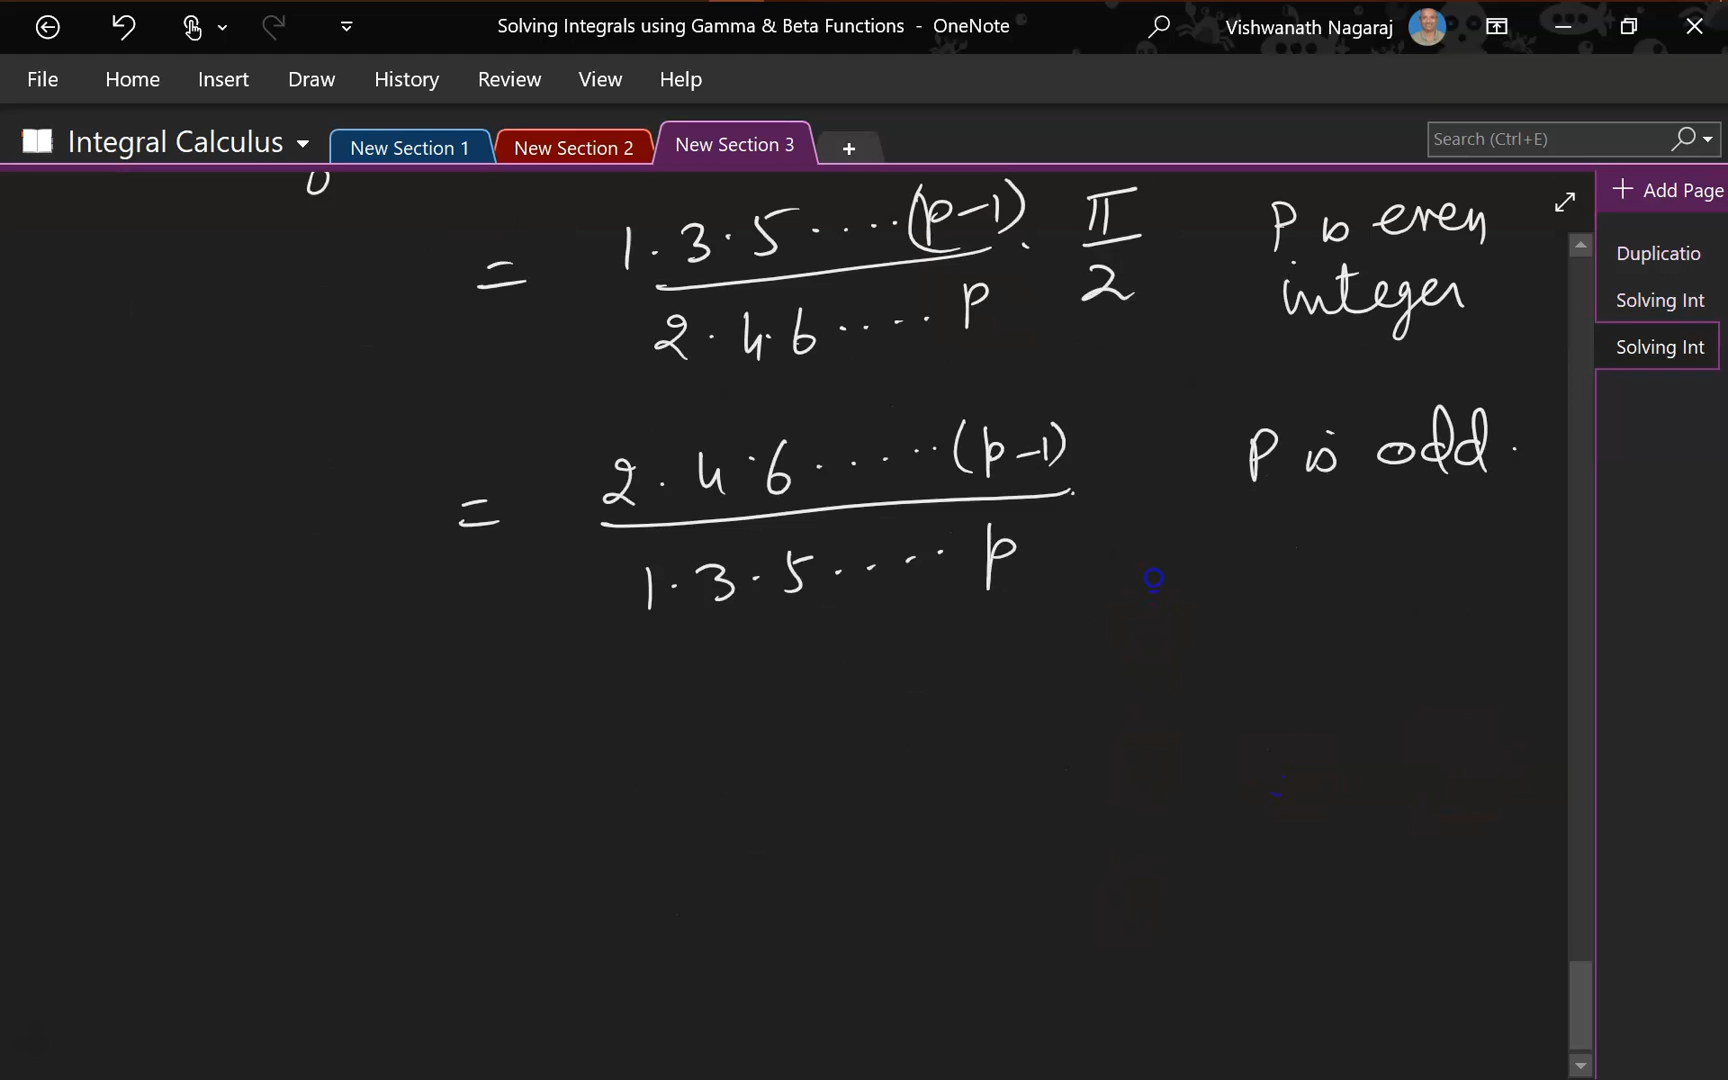 Solving Integrals using Gamma & Beta Functions - OneNote
Vishwanath Nagaraj
File Home Insert Draw History Review View Help
Integral Calculus
New Section 1
New Section 2
New Section 3
+
Search (Ctrl+E)
Add Page
Duplicatio
Solving Int
Solving Int
0
= 1 · 3 · 5 ····(p-1) / 2 · 4 · 6 ····· p · π / 2 P is even
integer
= 2 · 4 · 6 ······(p-1) / 1 · 3 · 5 ····· p P is odd.